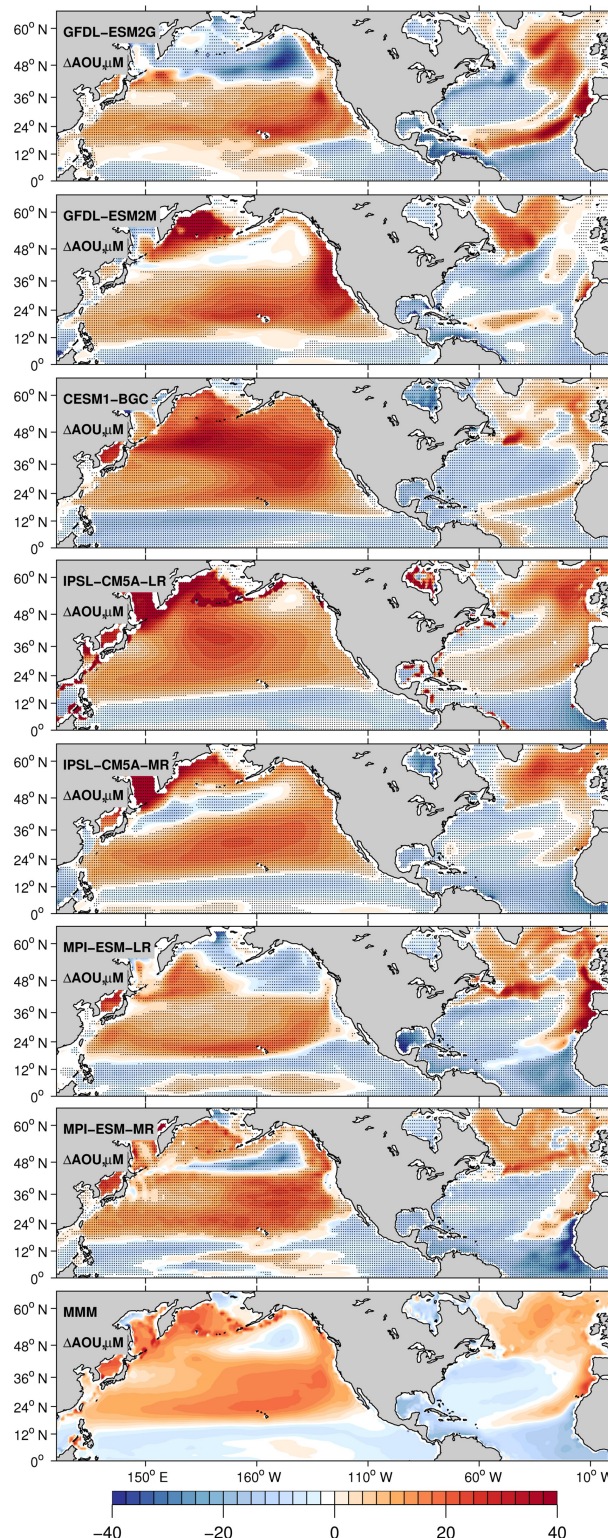 GFDL−ESM2G
ΔAOU,μM
60° N
48° N
36° N
24° N
12° N
0°
GFDL−ESM2M
ΔAOU,μM
60° N
48° N
36° N
24° N
12° N
0°
CESM1−BGC
ΔAOU,μM
60° N
48° N
36° N
24° N
12° N
0°
IPSL−CM5A−LR
ΔAOU,μM
60° N
48° N
36° N
24° N
12° N
0°
IPSL−CM5A−MR
ΔAOU,μM
60° N
48° N
36° N
24° N
12° N
0°
MPI−ESM−LR
ΔAOU,μM
60° N
48° N
36° N
24° N
12° N
0°
MPI−ESM−MR
ΔAOU,μM
60° N
48° N
36° N
24° N
12° N
0°
MMM
ΔAOU,μM
60° N
48° N
36° N
24° N
12° N
0°
150° E 160° W 110° W 60° W 10° W
−40 −20 0 20 40